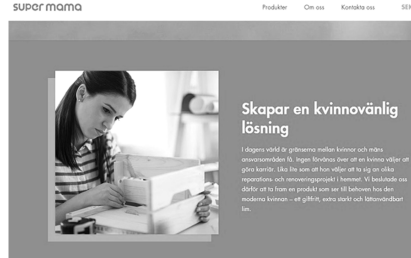 super mama
Produkter Om oss Kontakta oss SEK
Skapar en kvinnovänlig
lösning
I dagens värld är gränserna mellan kvinnor och mäns
ansvarsområden få. Ingen förvånas över att en kvinna väljer att
göra karriär. Lika lite som att hon väljer att ta sig an olika
reparations- och renoveringsprojekt i hemmet. Vi beslutade oss
därför att ta fram en produkt som ser till behoven hos den
moderna kvinnan – ett giftfritt, extra starkt och lättanvändbart
lim.